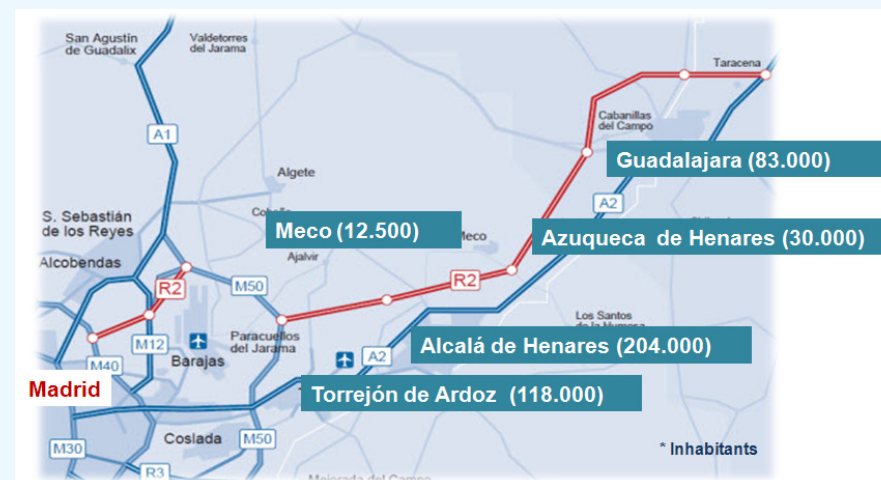 San Agustín
de Guadalix
Valdetorres
del Jarama
Taracena
A1
Cabanillas
del Campo
Guadalajara (83.000)
Algete
A2
S. Sebastián
de los Reyes
Meco (12.500)
Meco
Azuqueca de Henares (30.000)
Ajalvir
Alcobendas
R2
R2
M50
Los Santos
Paracuellos
del Jarama
M12
Barajas
A2
Alcalá de Henares (204.000)
M40
Madrid
Torrejón de Ardoz (118.000)
Coslada
M50
M30
* Inhabitants
R3
Mejorada del Campo